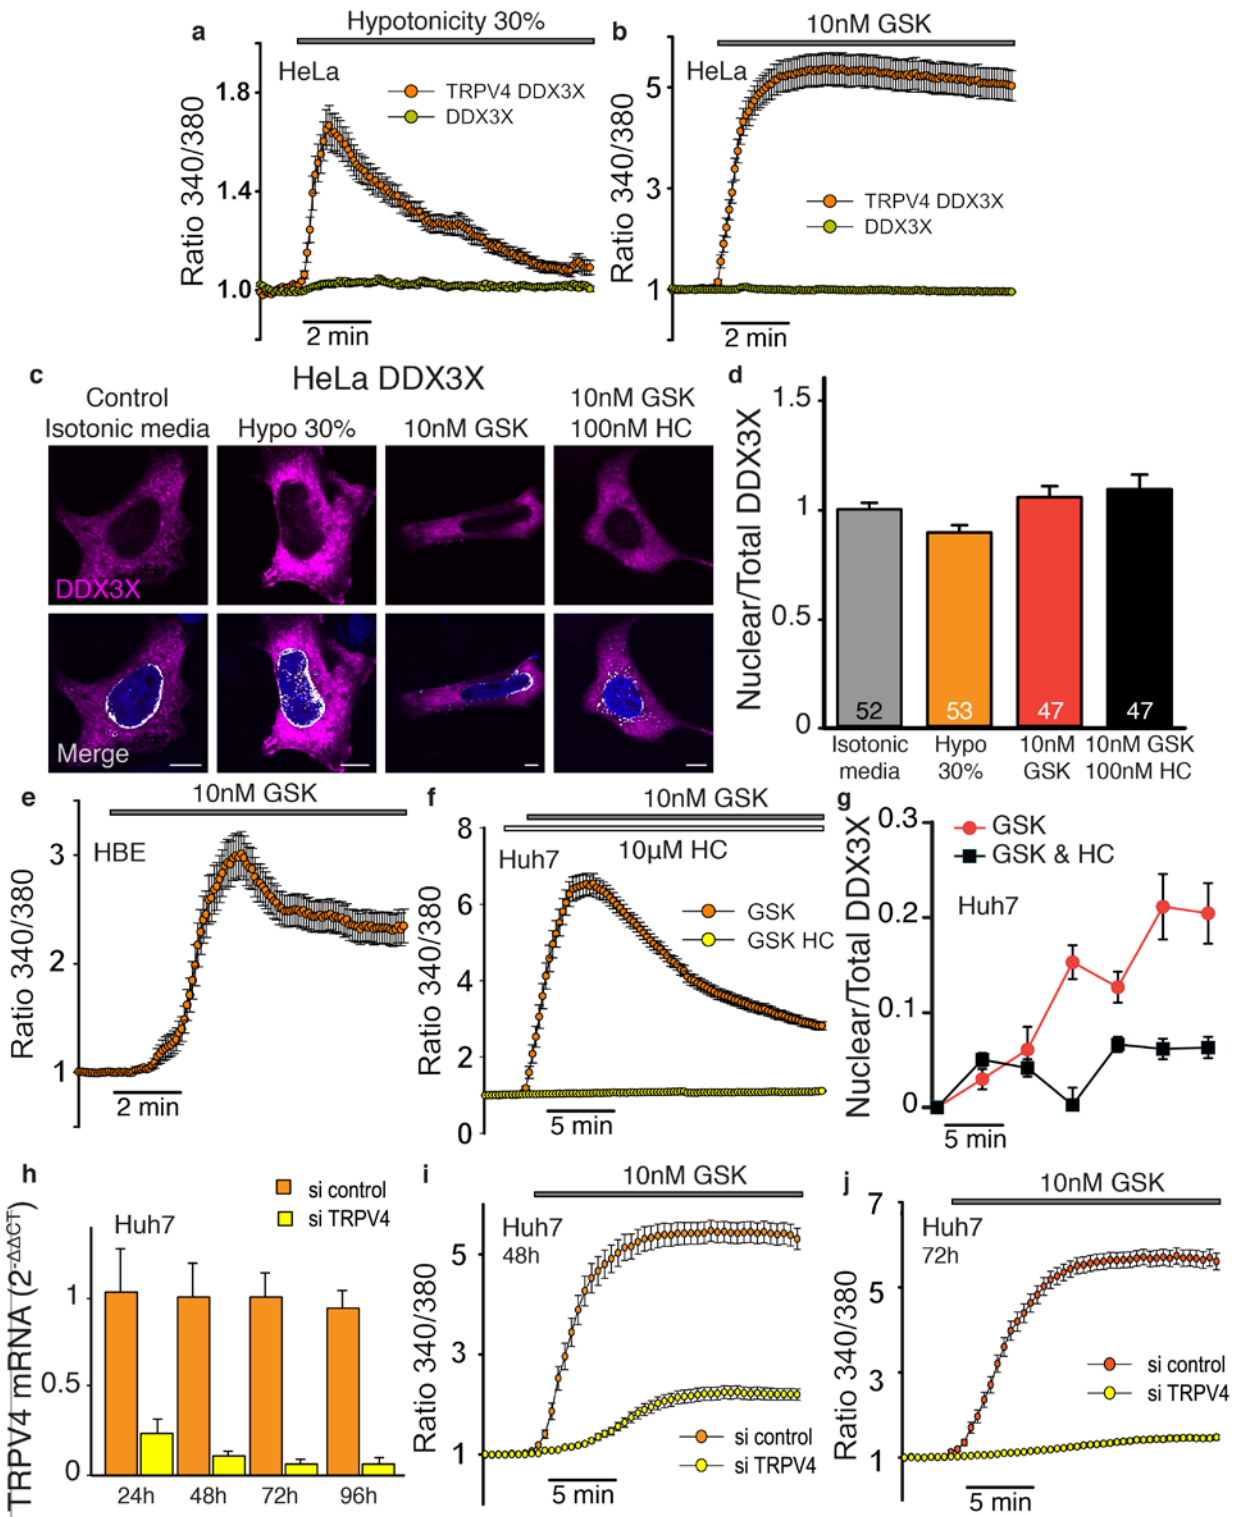 a
Hypotonicity 30%
HeLa
TRPV4 DDX3X
DDX3X
Ratio 340/380
1.8
1.4
1.0
2 min
b
10nM GSK
HeLa
TRPV4 DDX3X
DDX3X
Ratio 340/380
5
3
1
2 min
c
HeLa DDX3X
Control
Isotonic media
Hypo 30%
10nM GSK
10nM GSK
100nM HC
DDX3X
Merge
d
Nuclear/Total DDX3X
1.5
1
0.5
0
52
53
47
47
Isotonic
media
Hypo
30%
10nM
GSK
10nM GSK
100nM HC
e
10nM GSK
HBE
Ratio 340/380
3
2
1
2 min
f
10nM GSK
10µM HC
Huh7
GSK
GSK HC
Ratio 340/380
8
6
4
2
0
5 min
g
GSK
GSK & HC
Huh7
Nuclear/Total DDX3X
0.3
0.2
0.1
0
5 min
h
si control
si TRPV4
Huh7
TRPV4 mRNA (2-ΔΔCT)
1
0.5
0
24h
48h
72h
96h
i
10nM GSK
Huh7
48h
Ratio 340/380
5
3
1
si control
si TRPV4
5 min
j
10nM GSK
Huh7
72h
Ratio 340/380
7
5
3
1
si control
si TRPV4
5 min